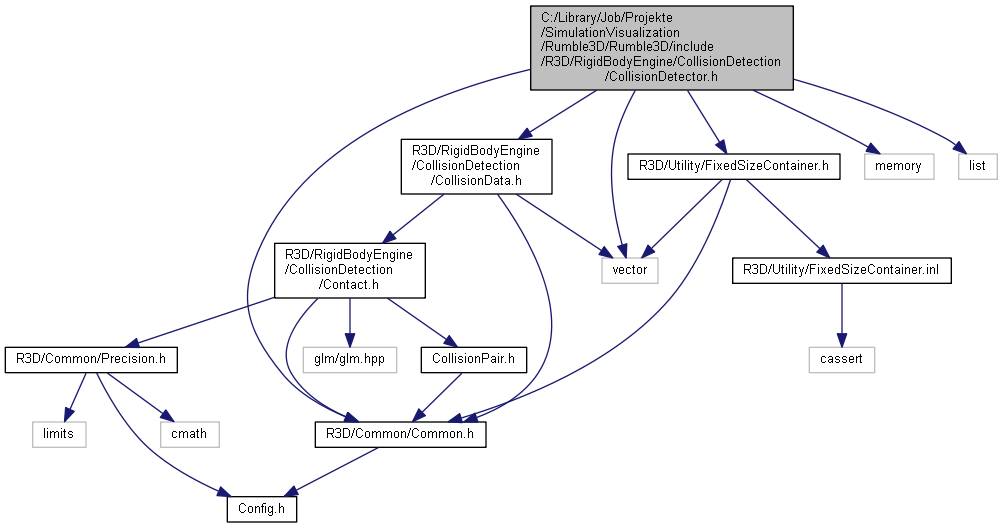 C:/Library/Job/Projekte
/SimulationVisualization
/Rumble3D/Rumble3D/include
/R3D/RigidBodyEngine/CollisionDetection
/CollisionDetector.h
R3D/RigidBodyEngine
/CollisionDetection
/CollisionData.h
R3D/Utility/FixedSizeContainer.h
memory
list
R3D/RigidBodyEngine
/CollisionDetection
/Contact.h
vector
R3D/Utility/FixedSizeContainer.inl
R3D/Common/Precision.h
glm/glm.hpp
CollisionPair.h
cassert
limits
cmath
R3D/Common/Common.h
Config.h